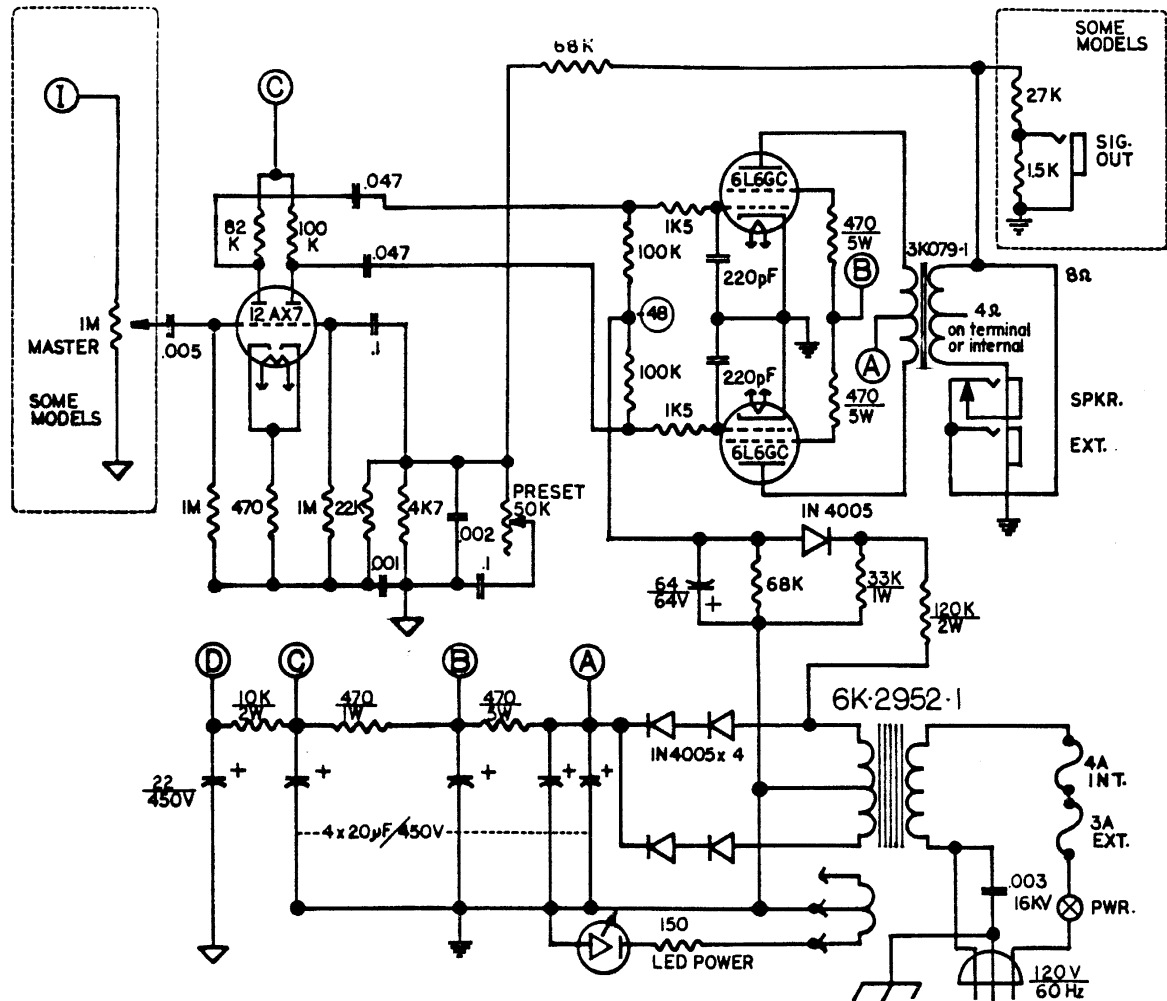 SOME
MODELS
68K
I
C
27K
SIG.
OUT
1.5K
.047
6L6GC
82
K
100
K
1K5
470
5W
3K079-1
.047
100K
B
8Ω
220pF
12AX7
-48
4Ω
on terminal
or internal
1M
MASTER
.005
.1
A
100K
220pF
470
5W
SPKR.
SOME
MODELS
1K5
6L6GC
EXT.
PRESET
50K
1N 4005
1M
470
1M
22K
4K7
.002
.001
.1
64
64V
+
68K
33K
1W
120K
2W
D
C
B
A
10K
2W
470
1W
470
5W
6K·2952·1
1N4005x 4
22
450V
+
+
+
+
+
4A
INT.
4x20µF/450V
3A
EXT.
.003
16KV
PWR.
150
LED POWER
120V
60Hz